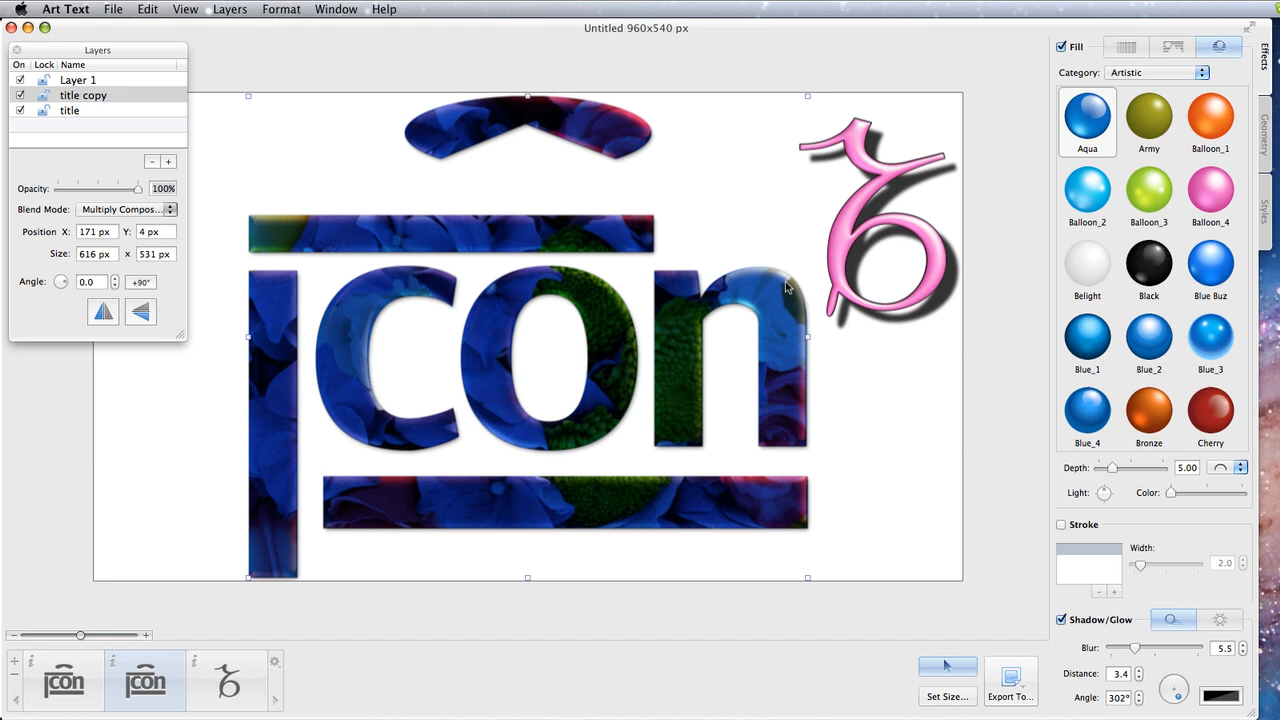 Art Text File Edit View Layers Format Window Help
Untitled 960x540 px
Layers
On Lock Name
Layer 1
title copy
title
- +
Opacity: 100%
Blend Mode: Multiply Compos...
Position X: 171 px Y: 4 px
Size: 616 px x 531 px
Angle: 0.0 +90°
icon
Fill
Category: Artistic
Aqua Army Balloon_1
Balloon_2 Balloon_3 Balloon_4
Belight Black Blue Buz
Blue_1 Blue_2 Blue_3
Blue_4 Bronze Cherry
Depth: 5.00
Light: Color:
Stroke
Width:
2.0
- +
Shadow/Glow
Blur: 5.5
Distance: 3.4
Angle: 302°
Effects
Geometry
Styles
- +
icon icon
Set Size...
Export To...